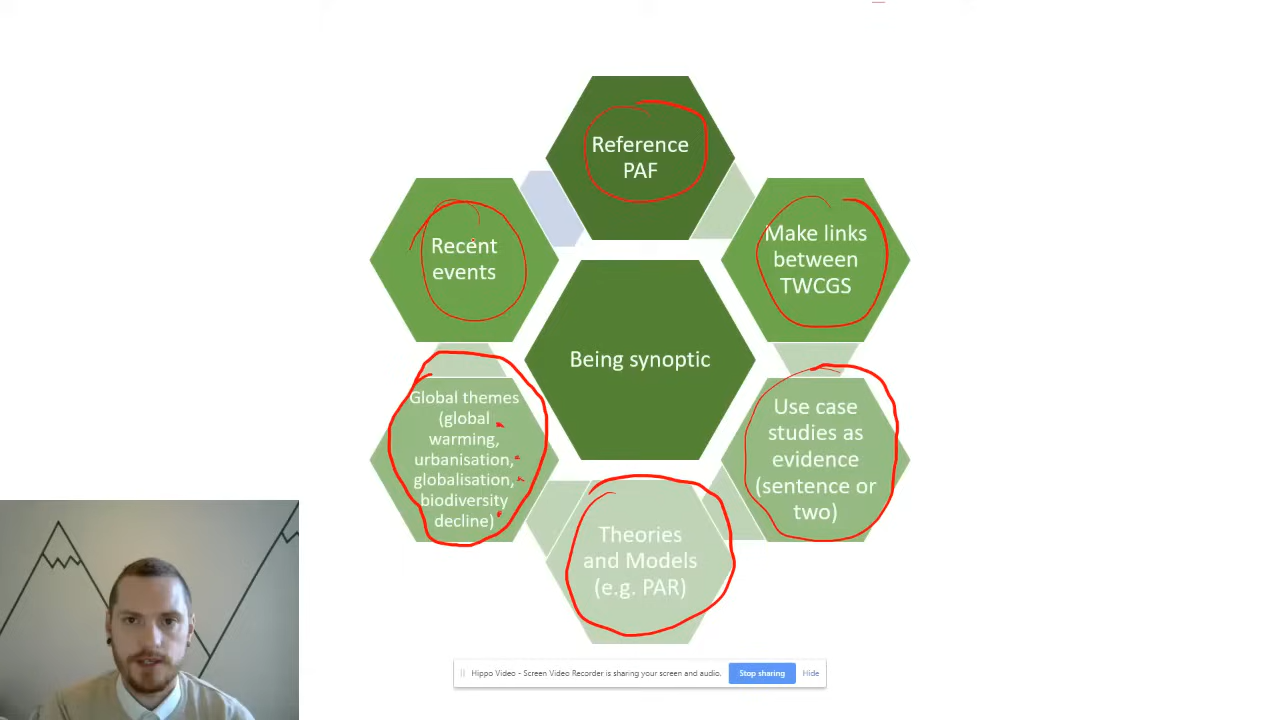 Reference
PAF
Make links
between
TWCGS
Recent
events
Being synoptic
Use case
studies as
evidence
(sentence or
two)
Global themes
(global
warming,
urbanisation,
globalisation,
biodiversity
decline)
Theories
and Models
(e.g. PAR)
Hippo Video - Screen Video Recorder is sharing your screen and audio. Stop sharing Hide